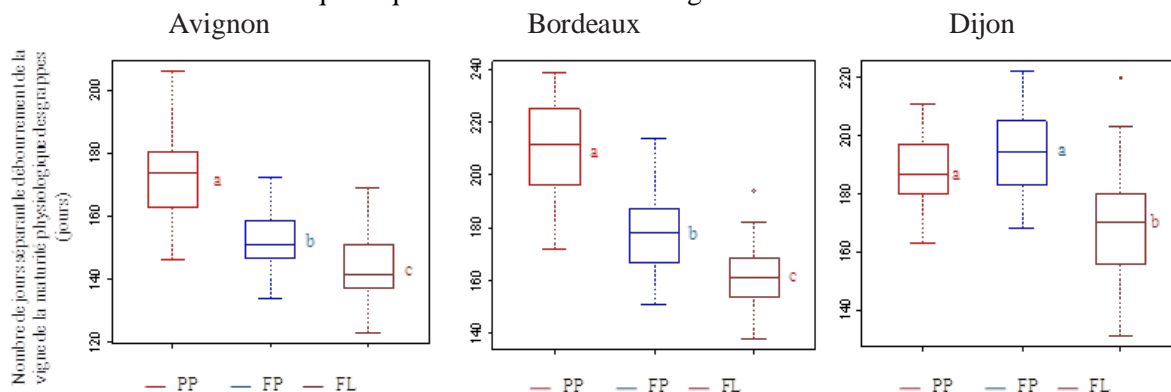 Avignon Bordeaux Dijon
Nombre de jours séparant le débourrement de la
vigne de la maturité physiologique des grappes
(jours)
200
180
160
140
120
a
b
c
PP FP FL
240
220
200
180
160
140
a
b
c
PP FP FL
220
200
180
160
140
a
a
b
PP FP FL